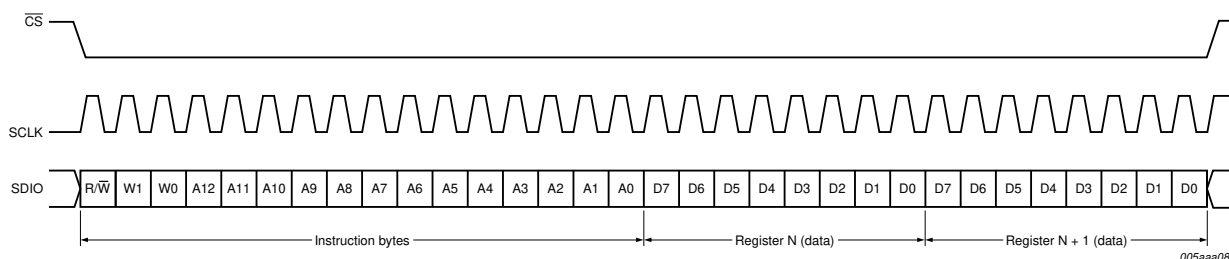 CS
SCLK
SDIO R/W W1 W0 A12 A11 A10 A9 A8 A7 A6 A5 A4 A3 A2 A1 A0 D7 D6 D5 D4 D3 D2 D1 D0 D7 D6 D5 D4 D3 D2 D1 D0
Instruction bytes Register N (data) Register N + 1 (data)
005aaa08